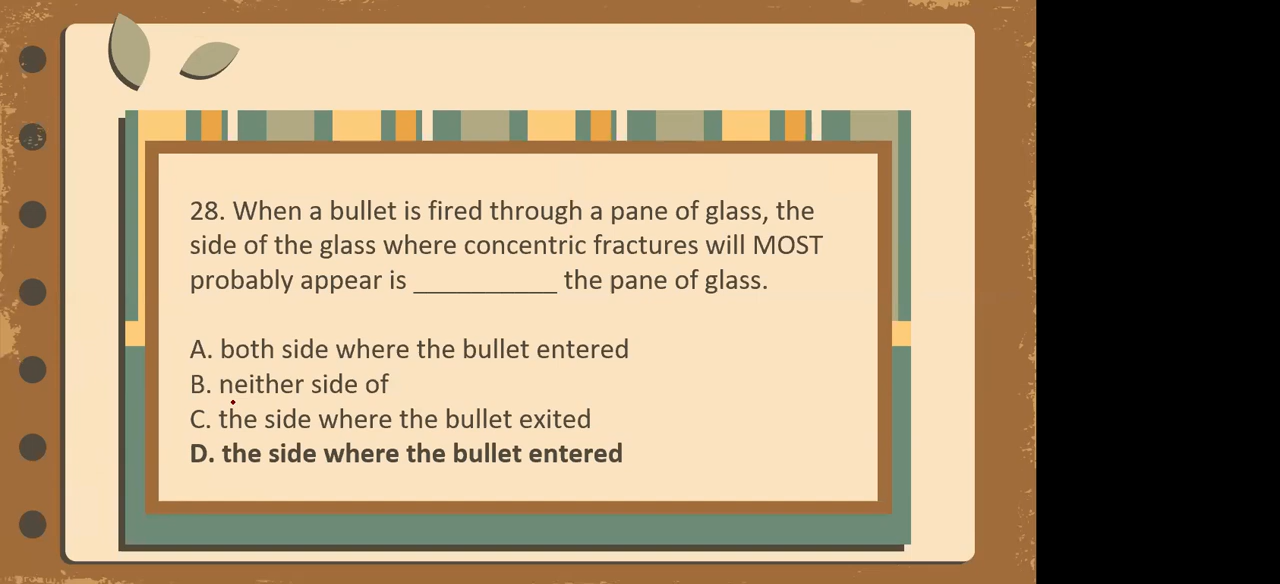 28. When a bullet is fired through a pane of glass, the
side of the glass where concentric fractures will MOST
probably appear is ___________ the pane of glass.
A. both side where the bullet entered
B. neither side of
C. the side where the bullet exited
D. the side where the bullet entered